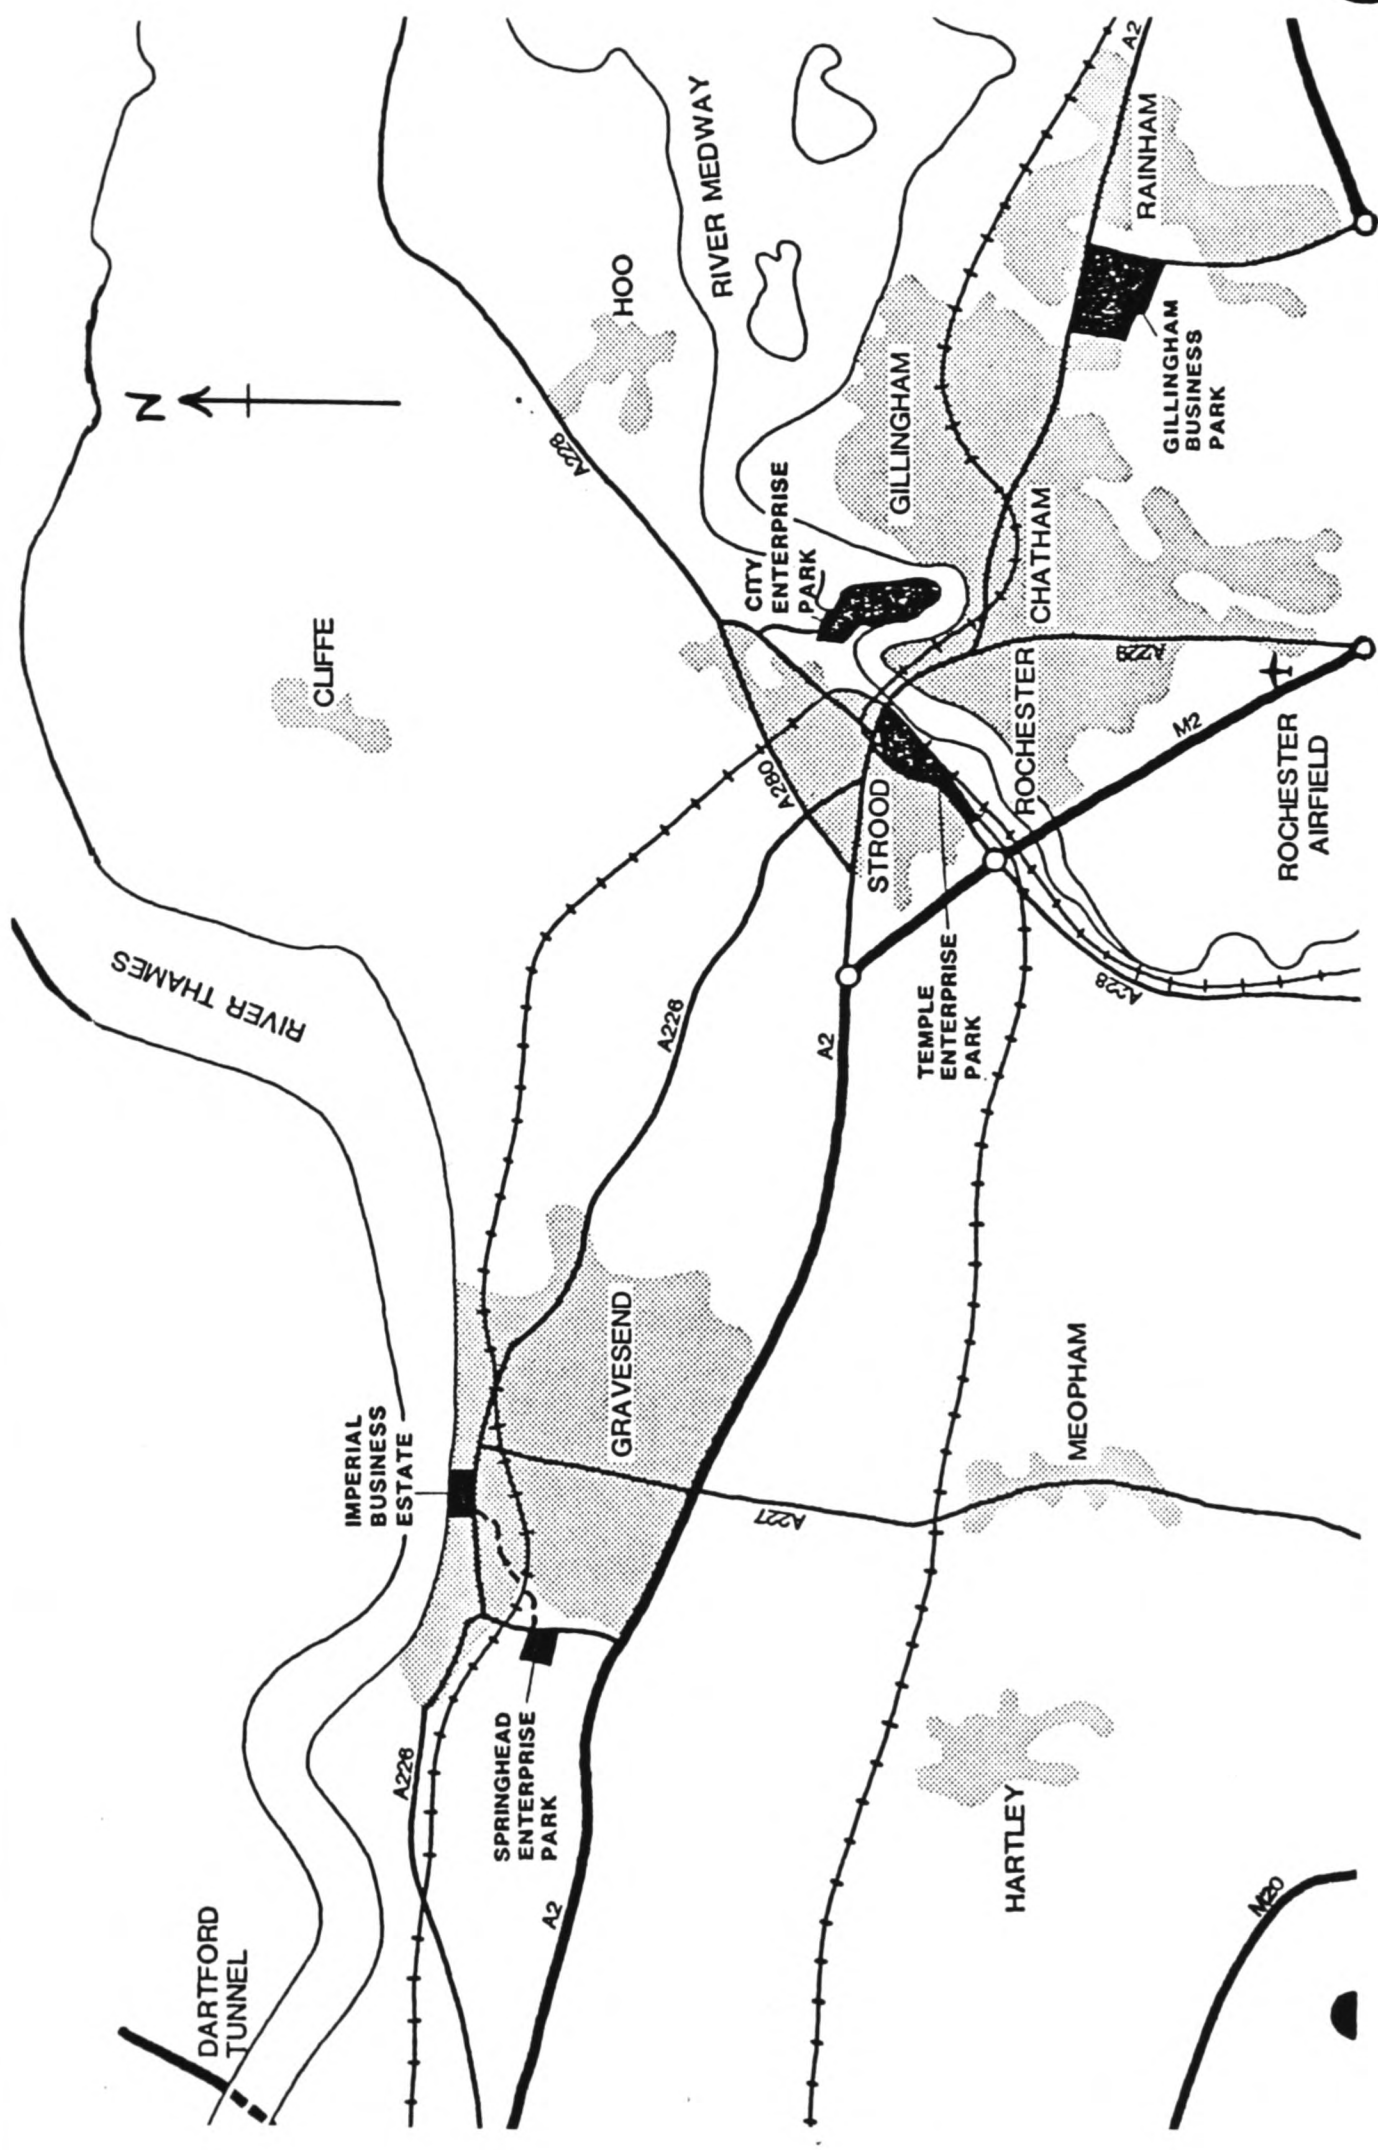 DARTFORD
TUNNEL
RIVER THAMES
N
CLIFFE
HOO
RIVER MEDWAY
A228
IMPERIAL
BUSINESS
ESTATE
A226
SPRINGHEAD
ENTERPRISE
PARK
A2
GRAVESEND
A227
A226
A2
A280
STROOD
CITY
ENTERPRISE
PARK
GILLINGHAM
RAINHAM
A2
GILLINGHAM
BUSINESS
PARK
CHATHAM
ROCHESTER
A229
M2
ROCHESTER
AIRFIELD
TEMPLE
ENTERPRISE
PARK
A228
MEOPHAM
HARTLEY
M20